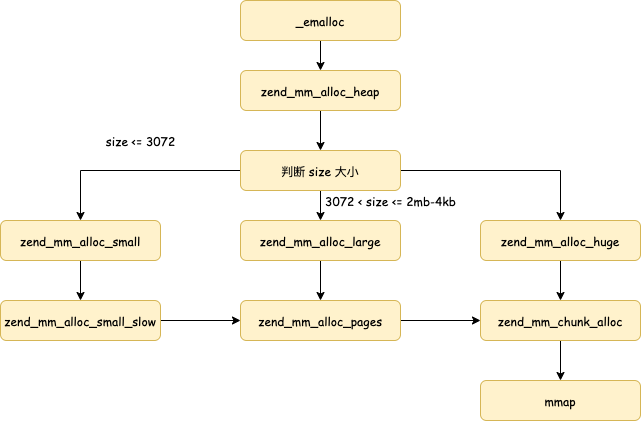 _emalloc
zend_mm_alloc_heap
size <= 3072
判断 size 大小
3072 < size <= 2mb-4kb
zend_mm_alloc_small
zend_mm_alloc_large
zend_mm_alloc_huge
zend_mm_alloc_small_slow
zend_mm_alloc_pages
zend_mm_chunk_alloc
mmap